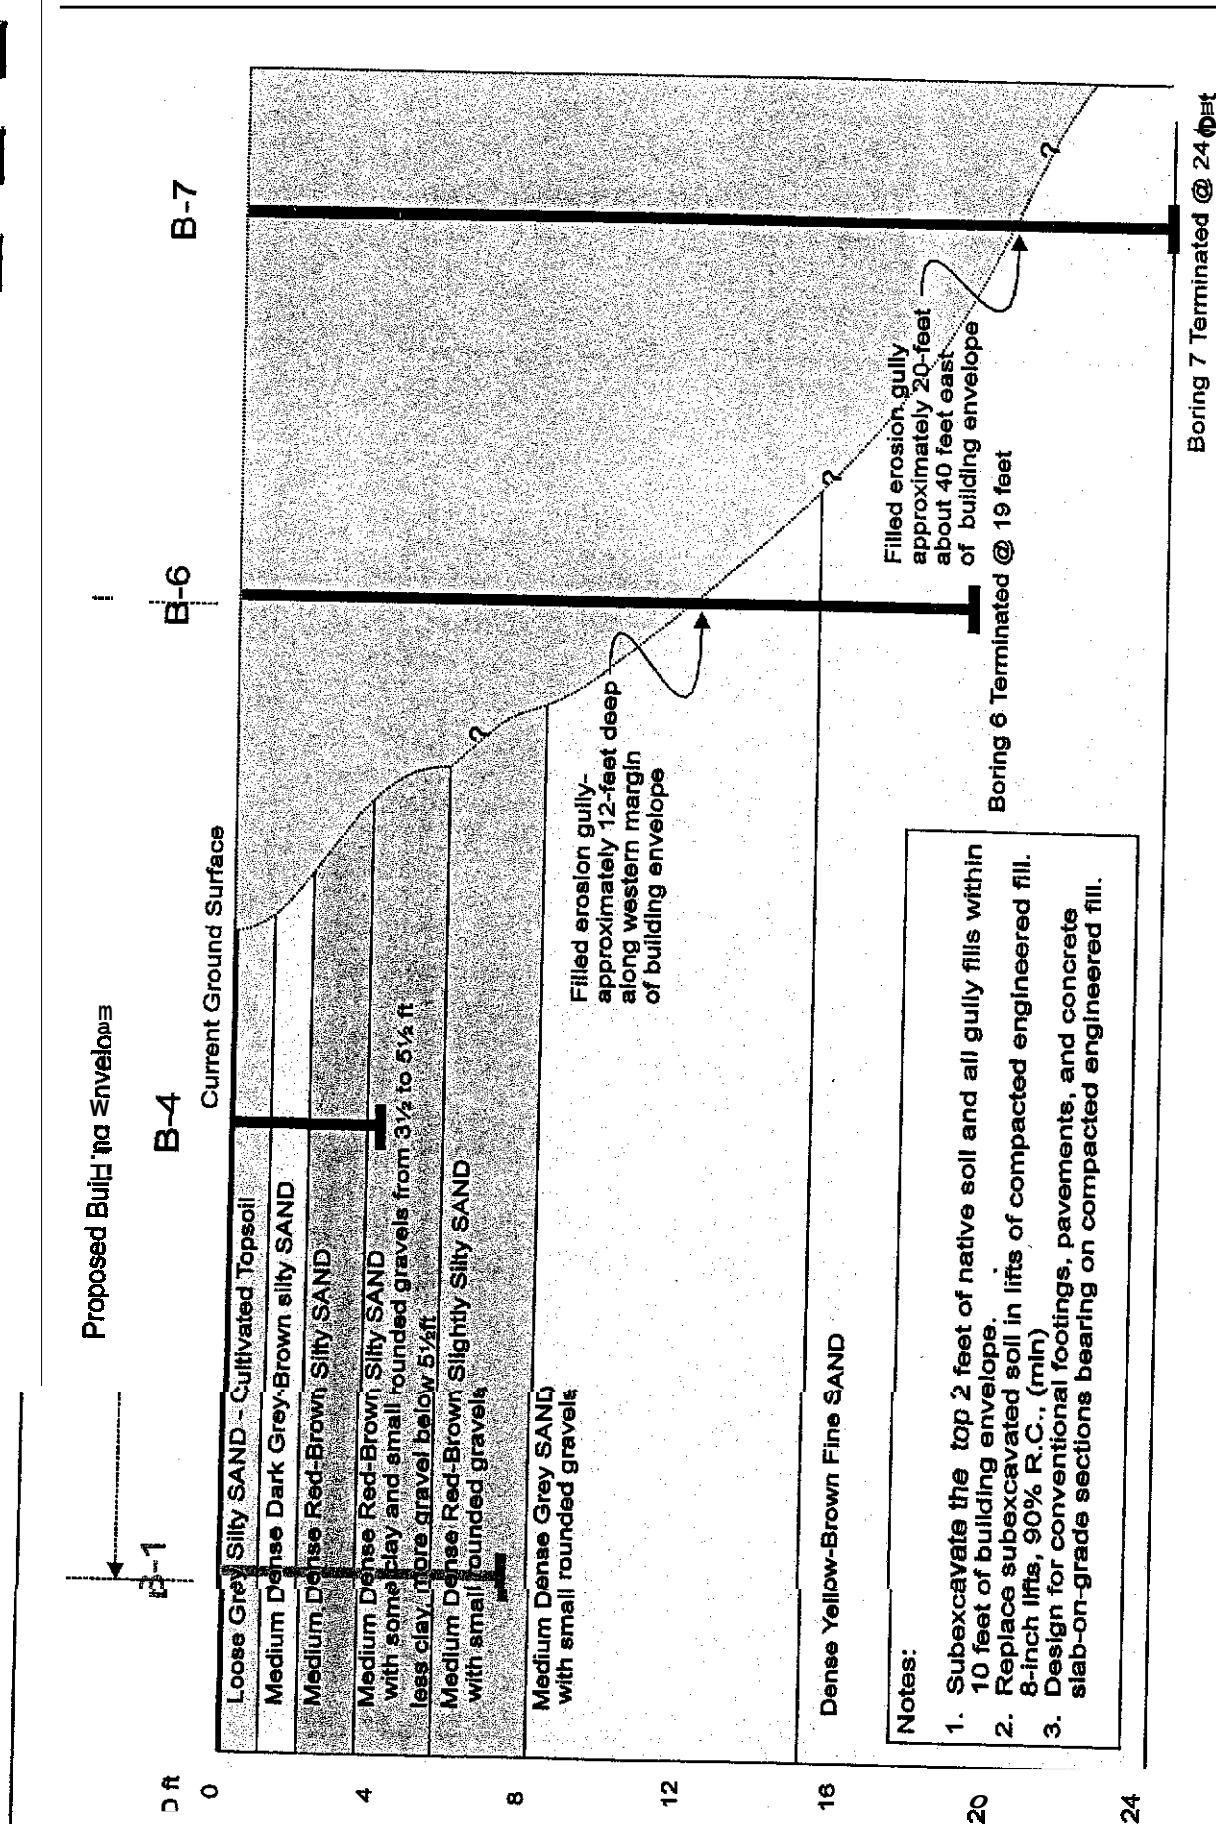 Proposed
B-1
B-4
B-6
B-7
Current Ground Surface
0 ft
0
4
8
12
16
20
24
Loose Grey Silty SAND - Cultivated Topsoil
Medium Dense Dark Grey-Brown silty SAND
Medium Dense Red-Brown Silty SAND
Medium Dense Red-Brown Silty SAND
with some clay and small rounded gravels from 3½ to 5½ ft
less clay, more gravel below 5½ft
Medium Dense Red-Brown Slightly Silty SAND
with small rounded gravels
Medium Dense Grey SAND
with small rounded gravels
Dense Yellow-Brown Fine SAND
Filled erosion gully-
approximately 12-feet deep
along western margin
of building envelope
Filled erosion gully
approximately 20-feet
about 40 feet east
of building envelope
?
?
?
Boring 6 Terminated @ 19 feet
Boring 7 Terminated @ 24
Notes:
1. Subexcavate the top 2 feet of native soil and all gully fills within
10 feet of building envelope.
2. Replace subexcavated soil in lifts of compacted engineered fill.
8-inch lifts, 90% R.C., (min)
3. Design for conventional footings, pavements, and concrete
slab-on-grade sections bearing on compacted engineered fill.